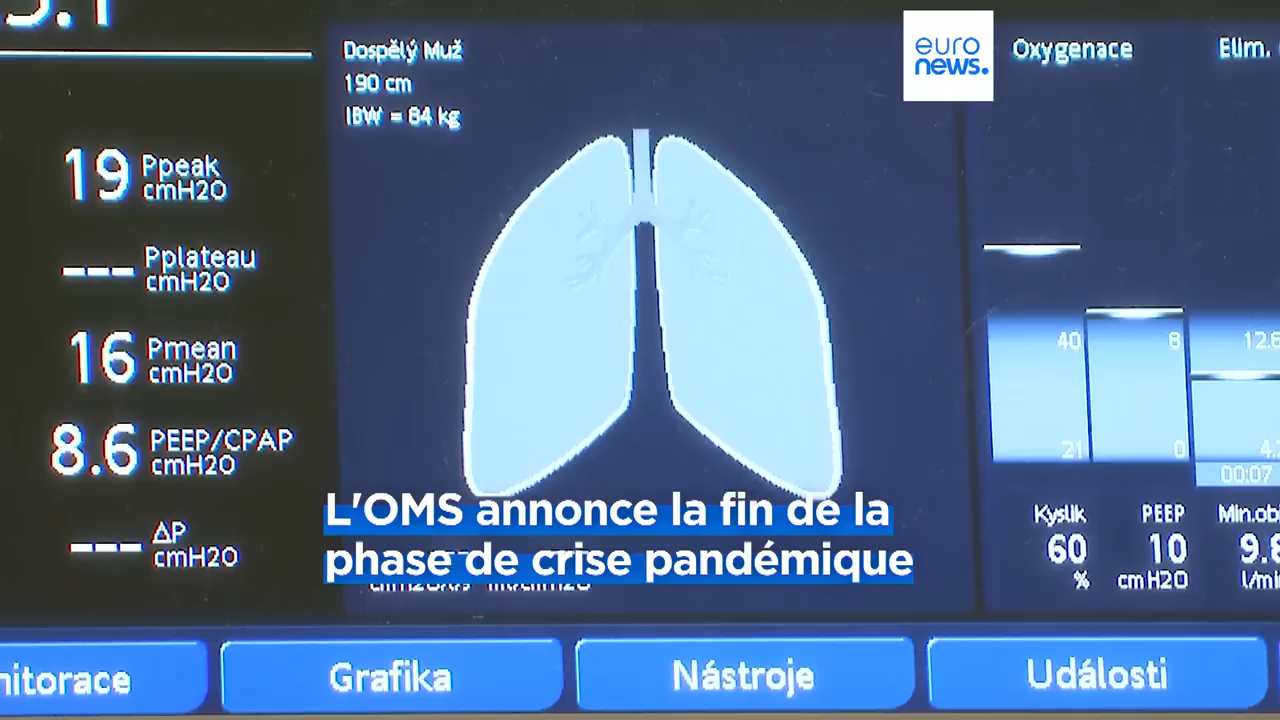 Dospělý Muž
190 cm
IBW = 84 kg
euro
news.
Oxygenace
Elim.
19 Ppeak
cmH2O
--- Pplateau
cmH2O
16 Pmean
cmH2O
8.6 PEEP/CPAP
cmH2O
--- ΔP
cmH2O
40
8
21
0
00:07
L'OMS annonce la fin de la
phase de crise pandémique
Kyslik
60
%
PEEP
10
cmH2O
Grafika
Nástroje
Události